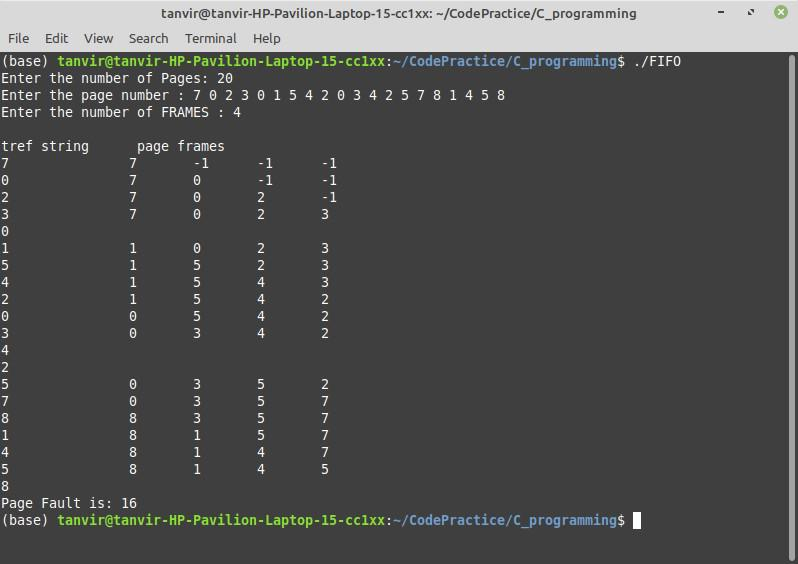 tanvir@tanvir-HP-Pavilion-Laptop-15-cc1xx: ~/CodePractice/C_programming
File Edit View Search Terminal Help
(base) tanvir@tanvir-HP-Pavilion-Laptop-15-cc1xx:~/CodePractice/C_programming$ ./FIFO
Enter the number of Pages: 20
Enter the page number : 7 0 2 3 0 1 5 4 2 0 3 4 2 5 7 8 1 4 5 8
Enter the number of FRAMES : 4
tref string page frames
7 7 -1 -1 -1
0 7 0 -1 -1
2 7 0 2 -1
3 7 0 2 3
0
1 1 0 2 3
5 1 5 2 3
4 1 5 4 3
2 1 5 4 2
0 0 5 4 2
3 0 3 4 2
4
2
5 0 3 5 2
7 0 3 5 7
8 8 3 5 7
1 8 1 5 7
4 8 1 4 7
5 8 1 4 5
8
Page Fault is: 16
(base) tanvir@tanvir-HP-Pavilion-Laptop-15-cc1xx:~/CodePractice/C_programming$